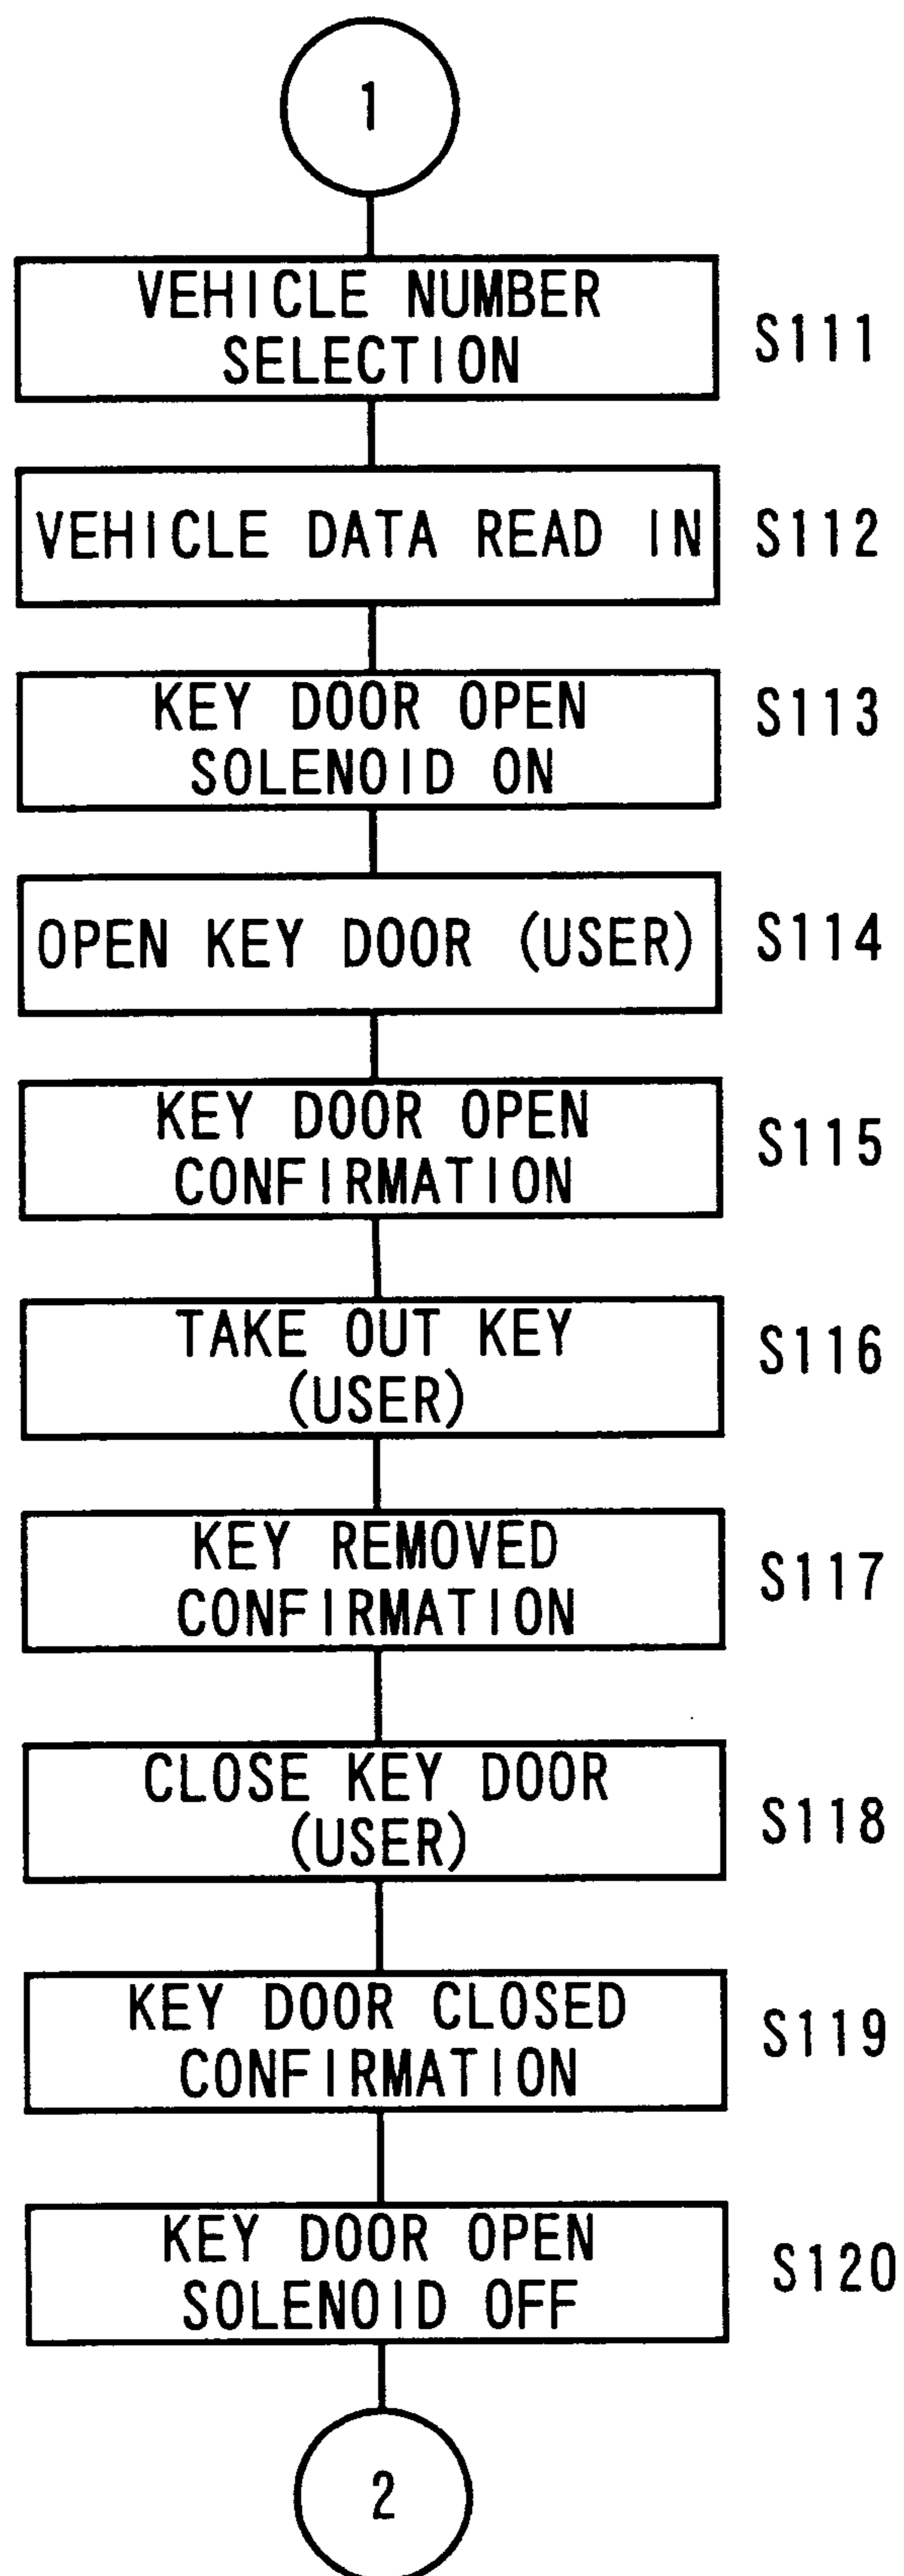 1
VEHICLE NUMBER
SELECTION
S111
VEHICLE DATA READ IN
S112
KEY DOOR OPEN
SOLENOID ON
S113
OPEN KEY DOOR (USER)
S114
KEY DOOR OPEN
CONFIRMATION
S115
TAKE OUT KEY
(USER)
S116
KEY REMOVED
CONFIRMATION
S117
CLOSE KEY DOOR
(USER)
S118
KEY DOOR CLOSED
CONFIRMATION
S119
KEY DOOR OPEN
SOLENOID OFF
S120
2